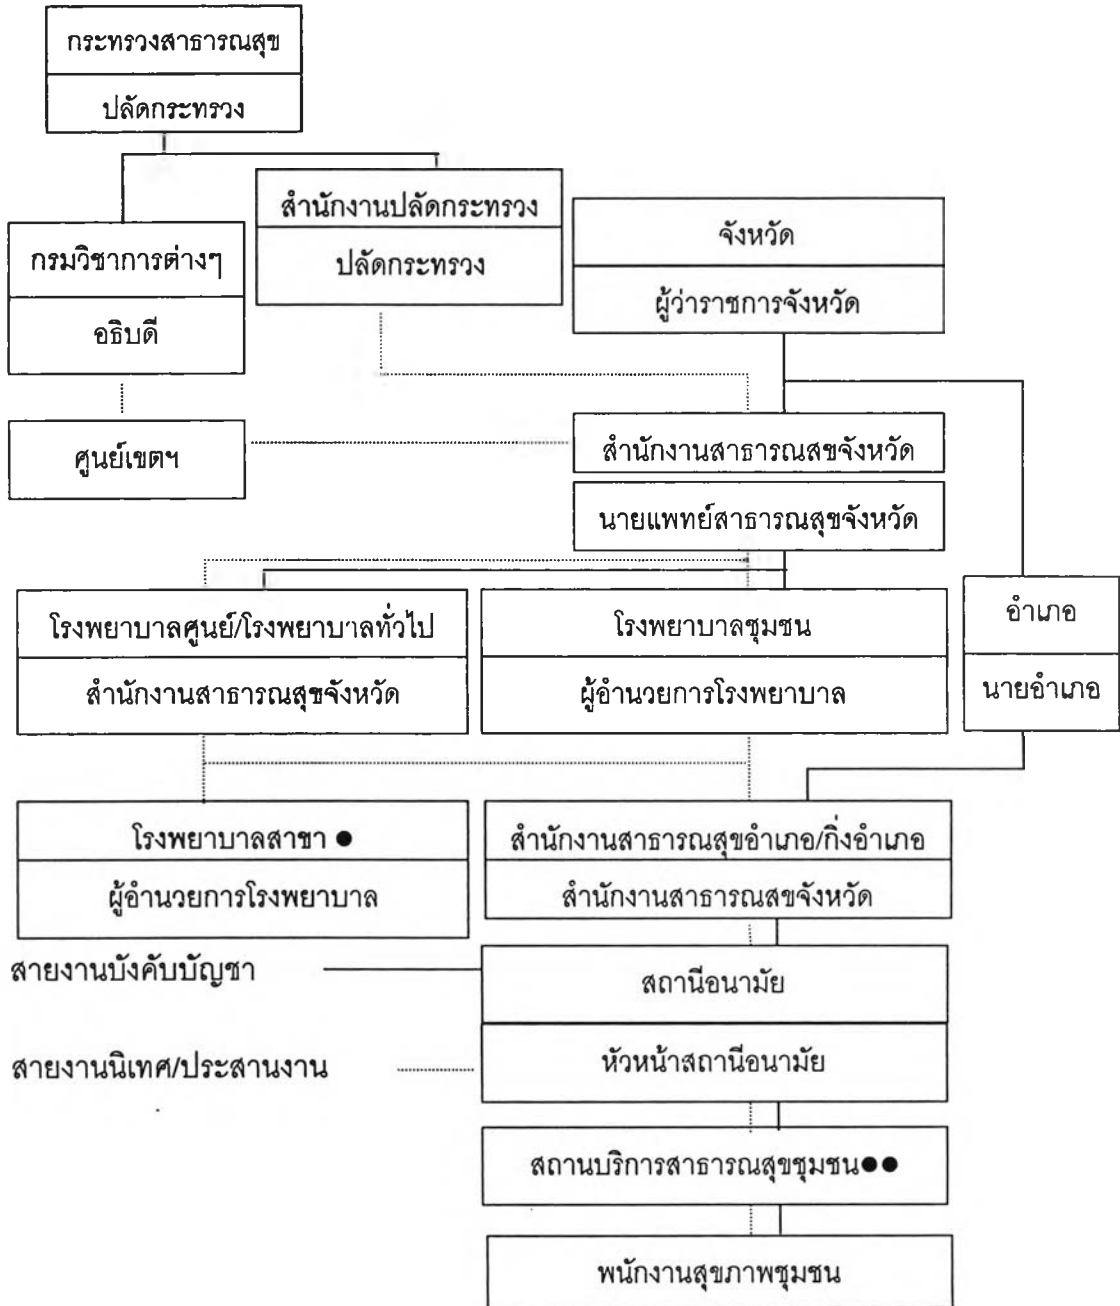 กระทรวงสาธารณสุข
ปลัดกระทรวง
สำนักงานปลัดกระทรวง
ปลัดกระทรวง
จังหวัด
ผู้ว่าราชการจังหวัด
กรมวิชาการต่างๆ
อธิบดี
ศูนย์เขตฯ
สำนักงานสาธารณสขจังหวัด
นายแพทย์สาธารณสุขจังหวัด
โรงพยาบาลศูนย์/โรงพยาบาลทั่วไป
สำนักงานสาธารณสุขจังหวัด
โรงพยาบาลชุมชน
ผู้อำนวยการโรงพยาบาล
อำเภอ
นายอำเภอ
โรงพยาบาลสาขา ●
ผู้อำนวยการโรงพยาบาล
สำนักงานสาธารณสุขอำเภอ/กิ่งอำเภอ
สำนักงานสาธารณสขจังหวัด
สายงานบังคับบัญชา
สถานีอนามัย
หัวหน้าสถานีอนามัย
สายงานนิเทศ/ประสานงาน
สถานบริการสาธารณสุขชุมชน●●
พนักงานสุขภาพชุมชน